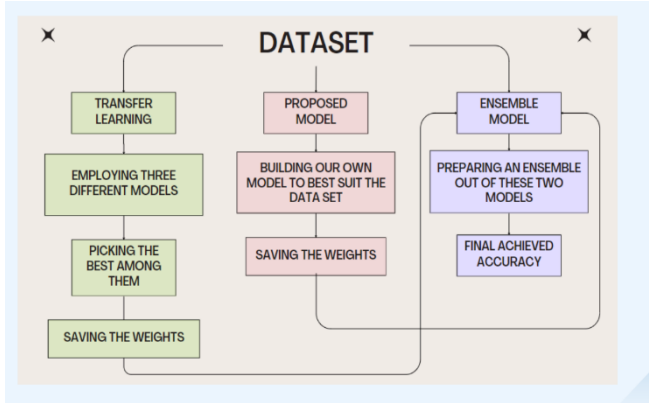 DATASET
TRANSFER
LEARNING
EMPLOYING THREE
DIFFERENT MODELS
PICKING THE
BEST AMONG
THEM
SAVING THE WEIGHTS
PROPOSED
MODEL
BUILDING OUR OWN
MODEL TO BEST SUIT THE
DATA SET
SAVING THE WEIGHTS
ENSEMBLE
MODEL
PREPARING AN ENSEMBLE
OUT OF THESE TWO
MODELS
FINAL ACHIEVED
ACCURACY